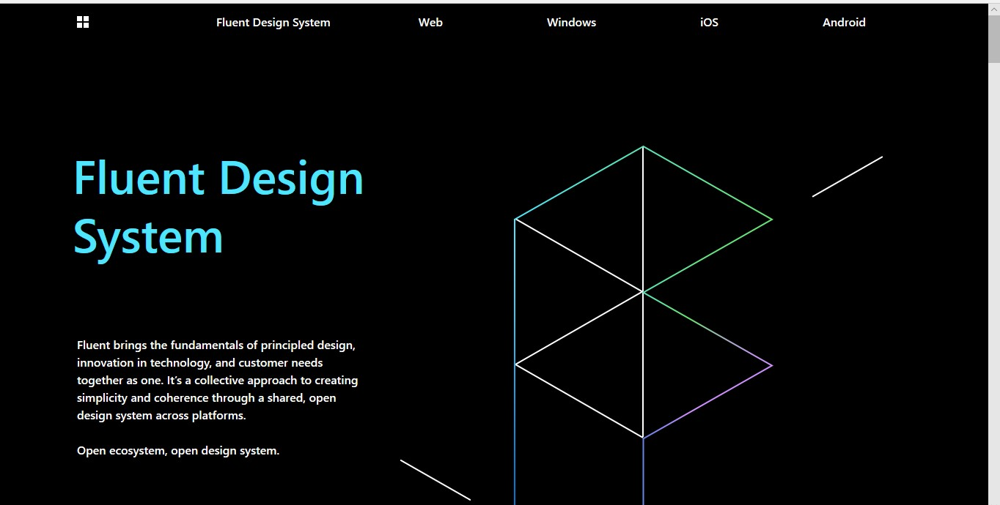 Fluent Design System
Web
Windows
iOS
Android
Fluent Design
System
Fluent brings the fundamentals of principled design,
innovation in technology, and customer needs
together as one. It’s a collective approach to creating
simplicity and coherence through a shared, open
design system across platforms.
Open ecosystem, open design system.